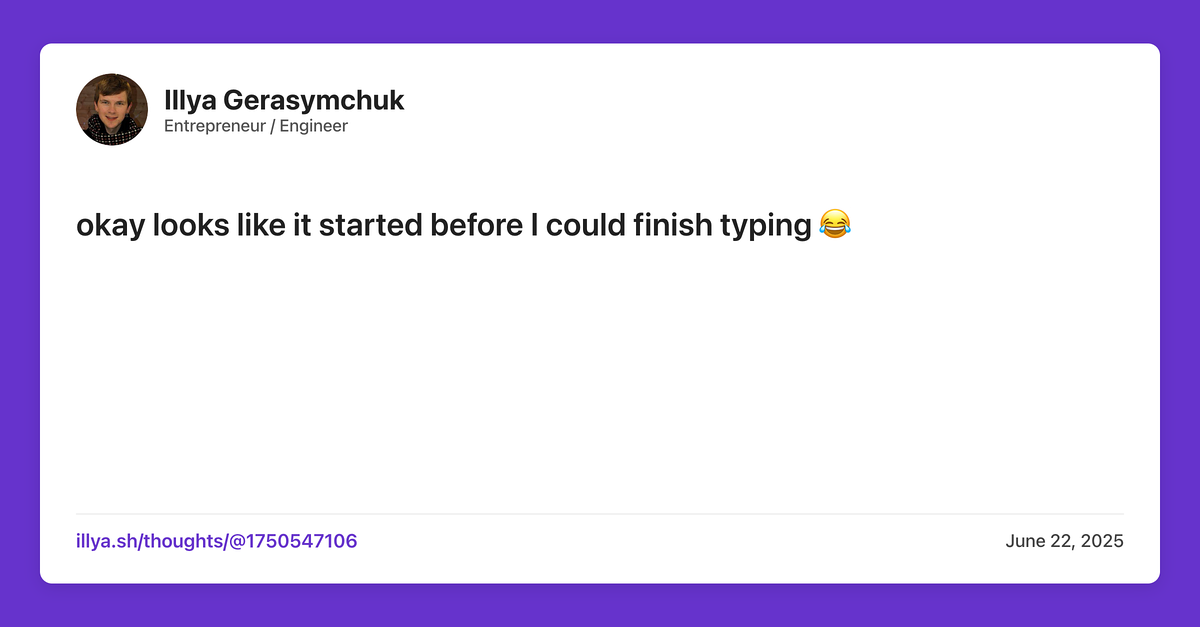 Illya Gerasymchuk
Entrepreneur / Engineer
okay looks like it started before I could finish typing 😂
illya.sh/thoughts/@1750547106
June 22, 2025